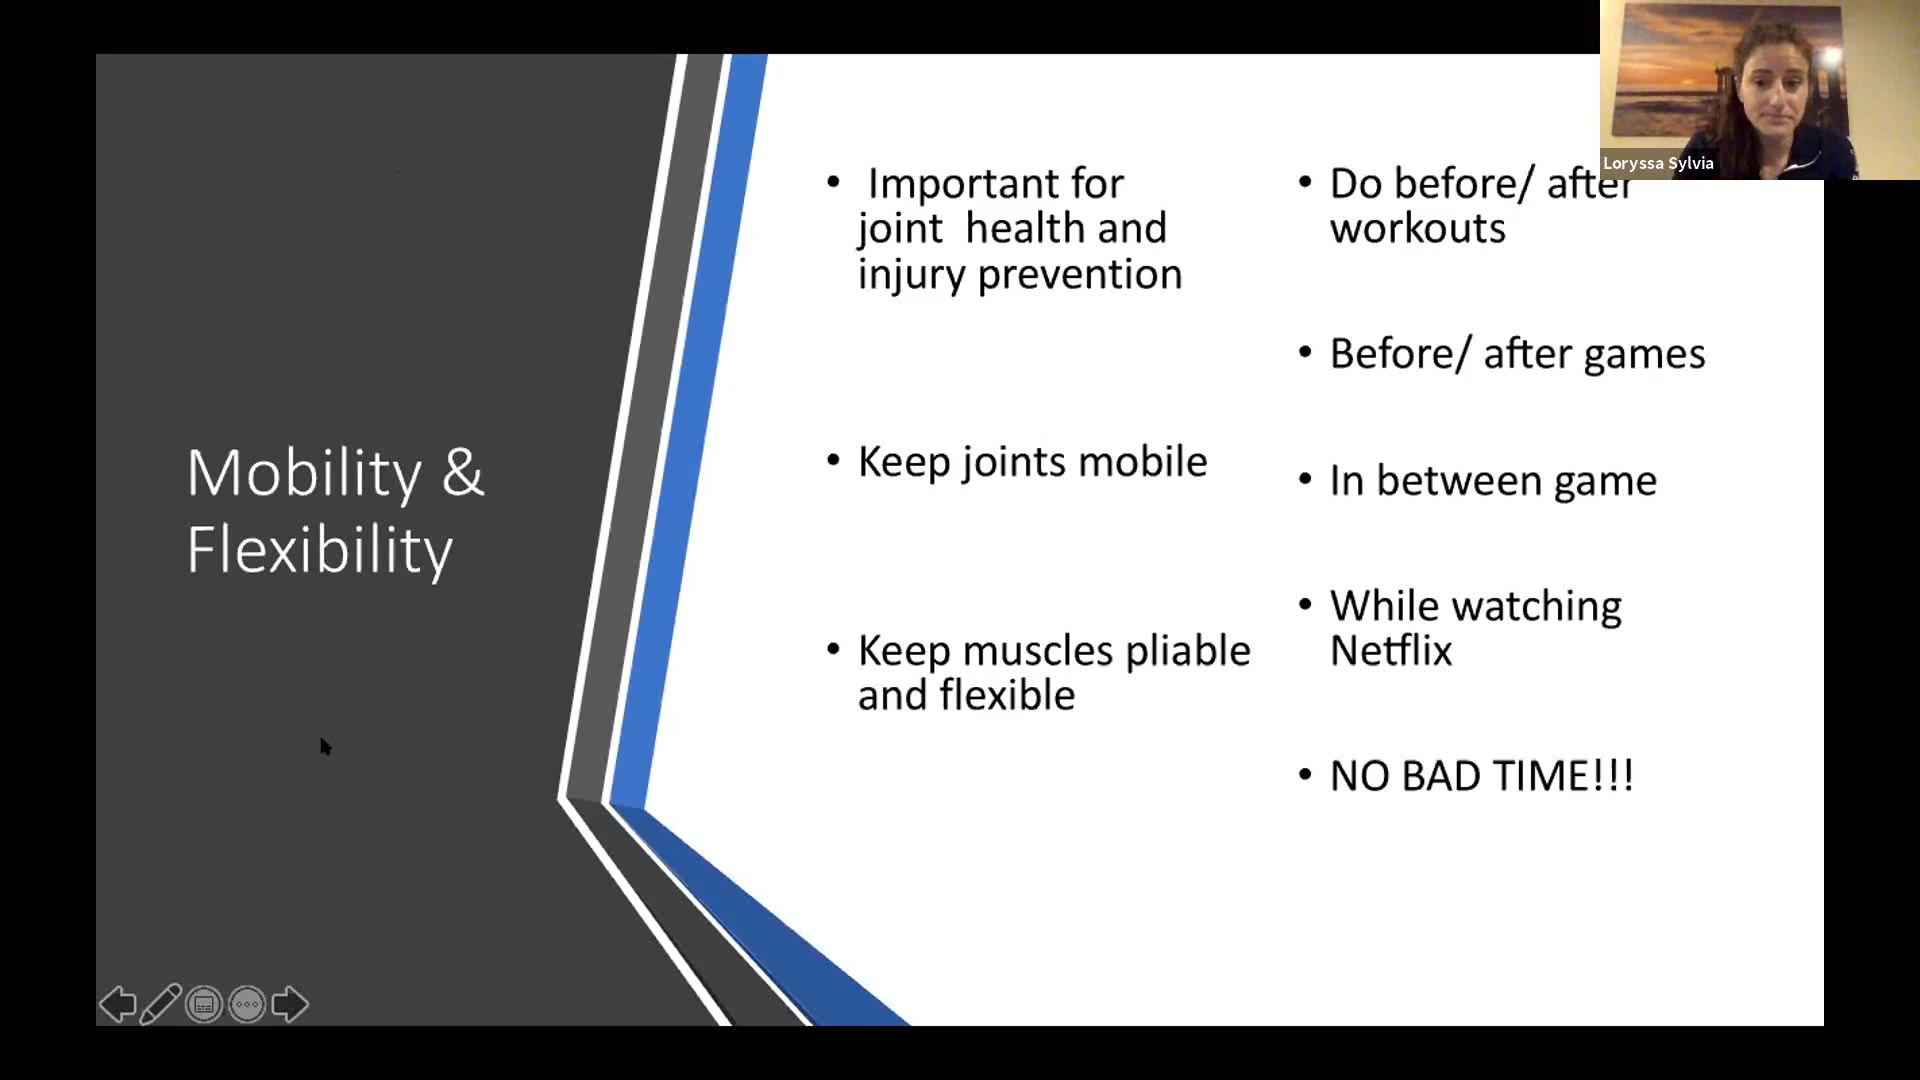 Mobility &
Flexibility
• Important for
joint health and
injury prevention
• Keep joints mobile
• Keep muscles pliable
and flexible
• Do before/ after
workouts
• Before/ after games
• In between game
• While watching
Netflix
• NO BAD TIME!!!
Loryssa Sylvia